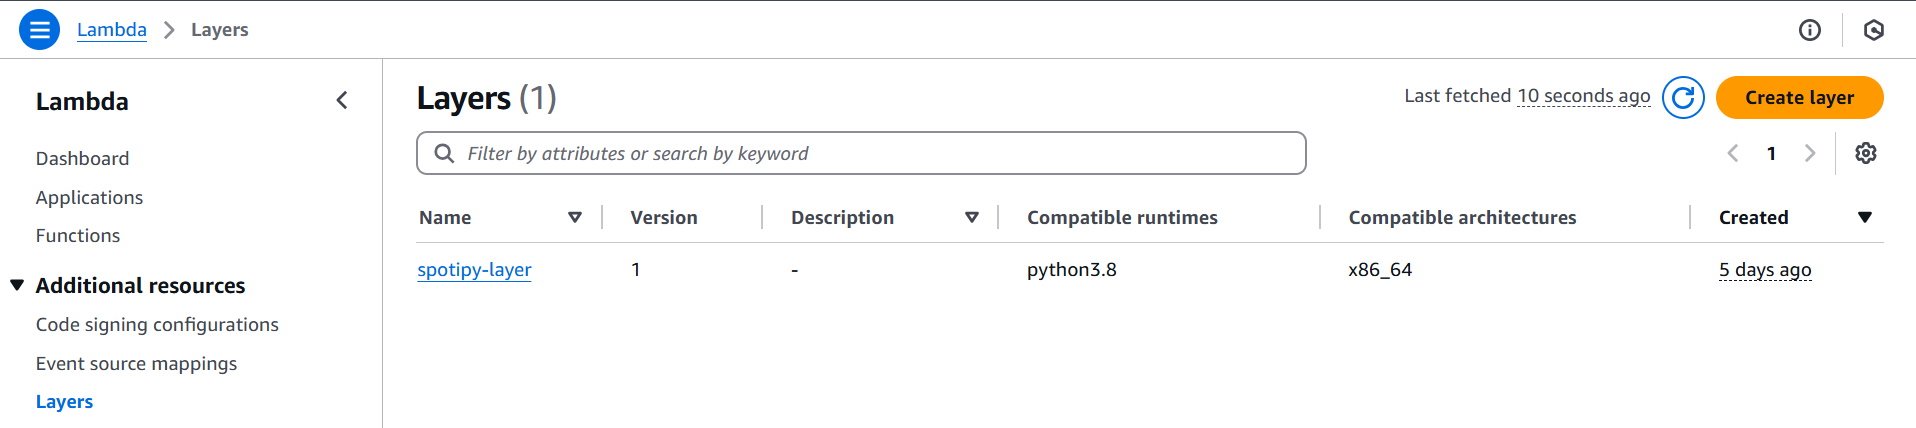 Lambda > Layers
Lambda
Dashboard
Applications
Functions
Additional resources
Code signing configurations
Event source mappings
Layers
Layers (1)
Last fetched 10 seconds ago
Create layer
Filter by attributes or search by keyword
1
Name Version Description Compatible runtimes Compatible architectures Created
spotipy-layer 1 - python3.8 x86_64 5 days ago